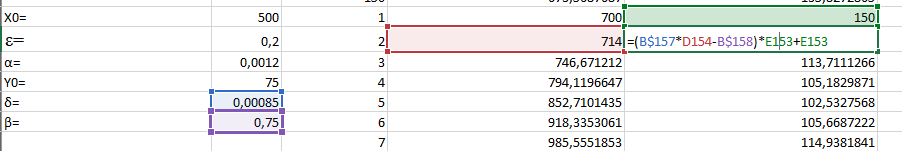 X0= 500 1 700 150
ε= 0,2 2 714 =(B$157*D154-B$158)*E153+E153
α= 0,0012 3 746,671212 113,7111266
Y0= 75 4 794,1196647 105,1829871
δ= 0,00085 5 852,7101435 102,5327568
β= 0,75 6 918,3353061 105,6687222
7 985,5551853 114,9381841